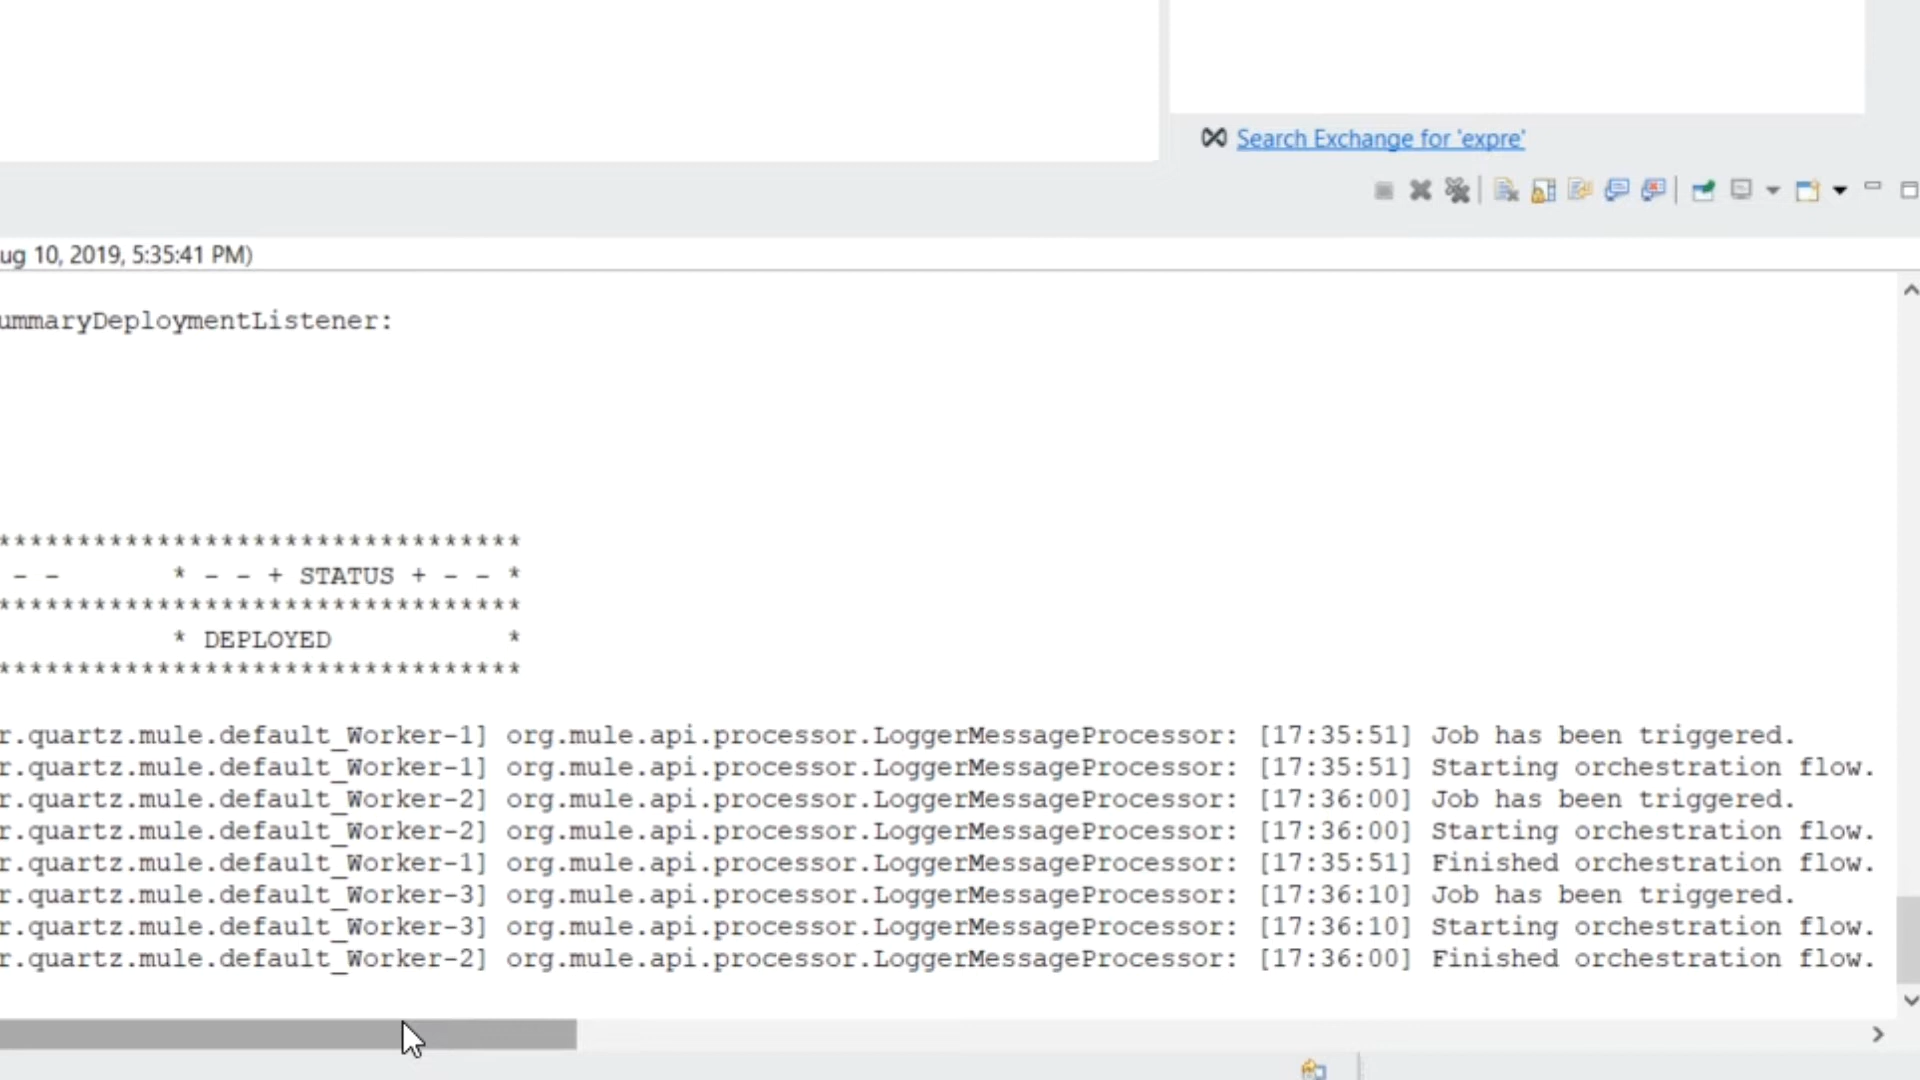 Search Exchange for 'expre'
ug 10, 2019, 5:35:41 PM)
ummaryDeploymentListener:
*********************************
- -       * - - + STATUS + - - *
*********************************
* DEPLOYED           *
*********************************
r.quartz.mule.default_Worker-1] org.mule.api.processor.LoggerMessageProcessor: [17:35:51] Job has been triggered.
r.quartz.mule.default_Worker-1] org.mule.api.processor.LoggerMessageProcessor: [17:35:51] Starting orchestration flow.
r.quartz.mule.default_Worker-2] org.mule.api.processor.LoggerMessageProcessor: [17:36:00] Job has been triggered.
r.quartz.mule.default_Worker-2] org.mule.api.processor.LoggerMessageProcessor: [17:36:00] Starting orchestration flow.
r.quartz.mule.default_Worker-1] org.mule.api.processor.LoggerMessageProcessor: [17:35:51] Finished orchestration flow.
r.quartz.mule.default_Worker-3] org.mule.api.processor.LoggerMessageProcessor: [17:36:10] Job has been triggered.
r.quartz.mule.default_Worker-3] org.mule.api.processor.LoggerMessageProcessor: [17:36:10] Starting orchestration flow.
r.quartz.mule.default_Worker-2] org.mule.api.processor.LoggerMessageProcessor: [17:36:00] Finished orchestration flow.